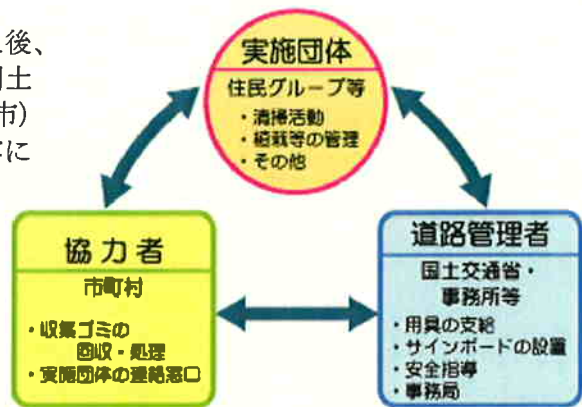 後、
土
市)
に
実施団体
住民グループ等
・清掃活動
・植栽等の管理
・その他
協力者
市町村
・収集ゴミの
回収・処理
・実施団体の連絡窓口
道路管理者
国土交通省・
事務所等
・用具の支給
・サインボードの設置
・安全指導
・事務局